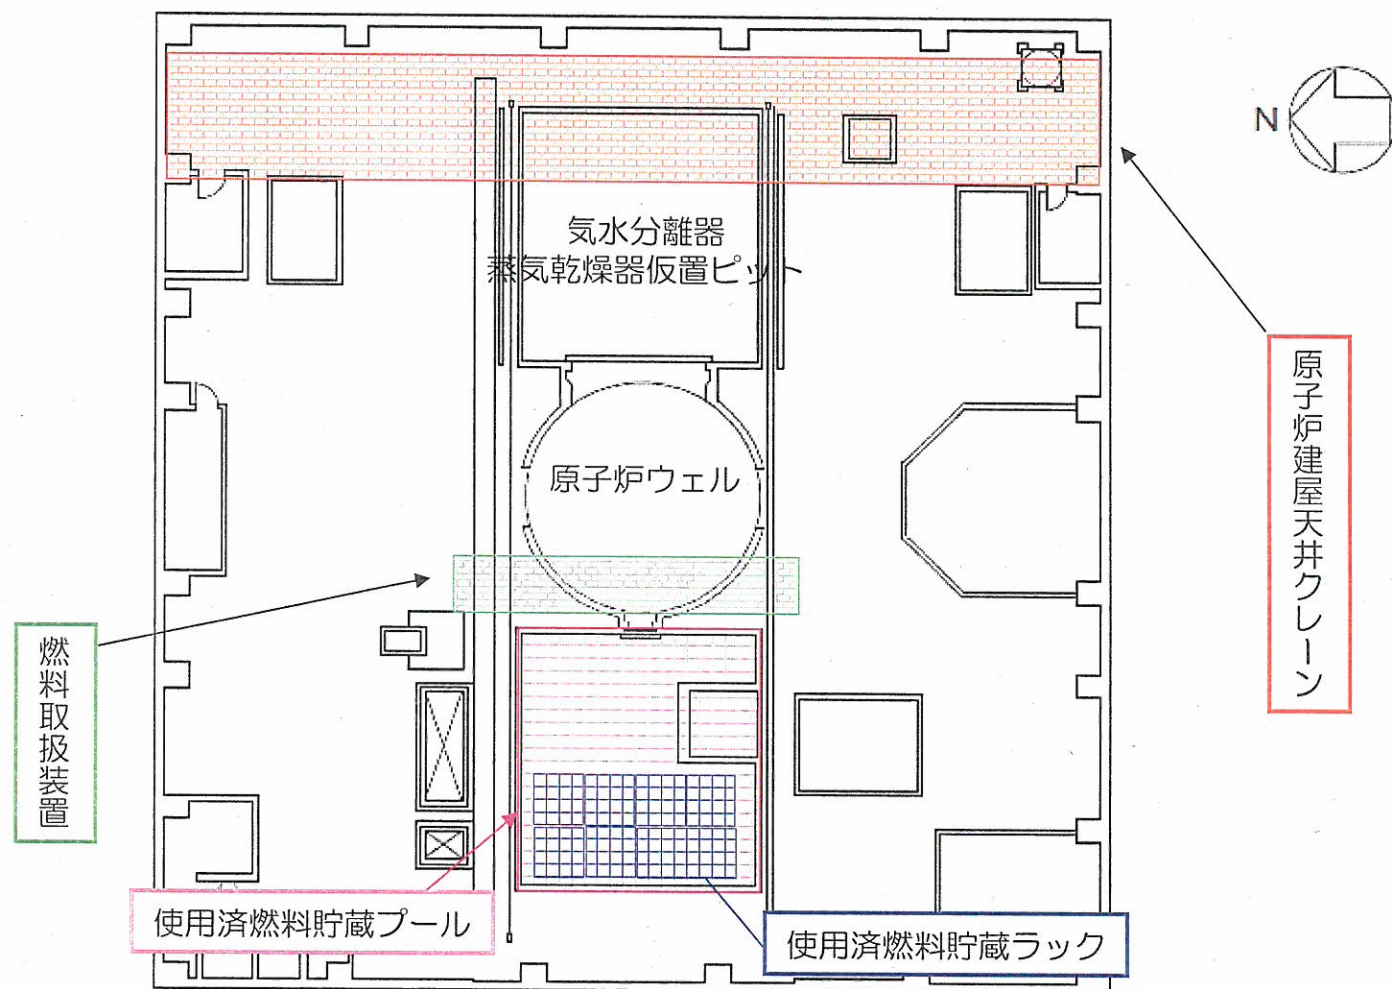 N
気水分離器
蒸気乾燥器仮置ピット
原子炉建屋天井クレーン
原子炉ウェル
燃料取扱装置
使用済燃料貯蔵プール
使用済燃料貯蔵ラック